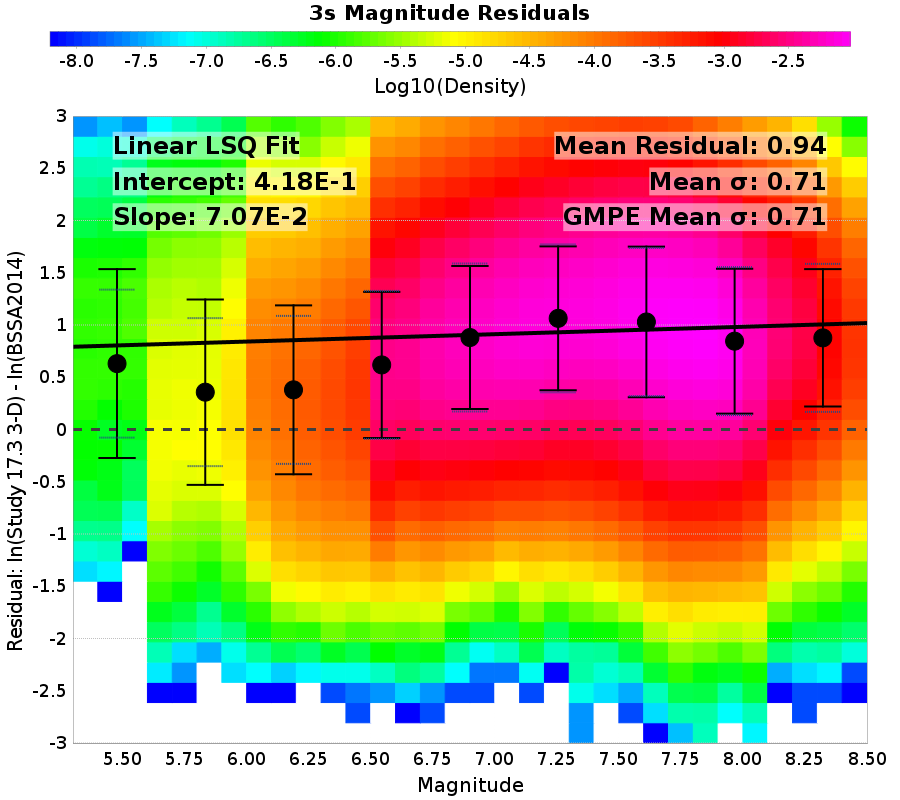 3s Magnitude Residuals
-8.0 -7.5 -7.0 -6.5 -6.0 -5.5 -5.0 -4.5 -4.0 -3.5 -3.0 -2.5
Log10(Density)
Linear LSQ Fit
Intercept: 4.18E-1
Slope: 7.07E-2
Mean Residual: 0.94
Mean σ: 0.71
GMPE Mean σ: 0.71
Residual: ln(Study 17.3 3-D) - ln(BSSA2014)
3
2.5
2
1.5
1
0.5
0
-0.5
-1
-1.5
-2
-2.5
-3
5.50 5.75 6.00 6.25 6.50 6.75 7.00 7.25 7.50 7.75 8.00 8.25 8.50
Magnitude